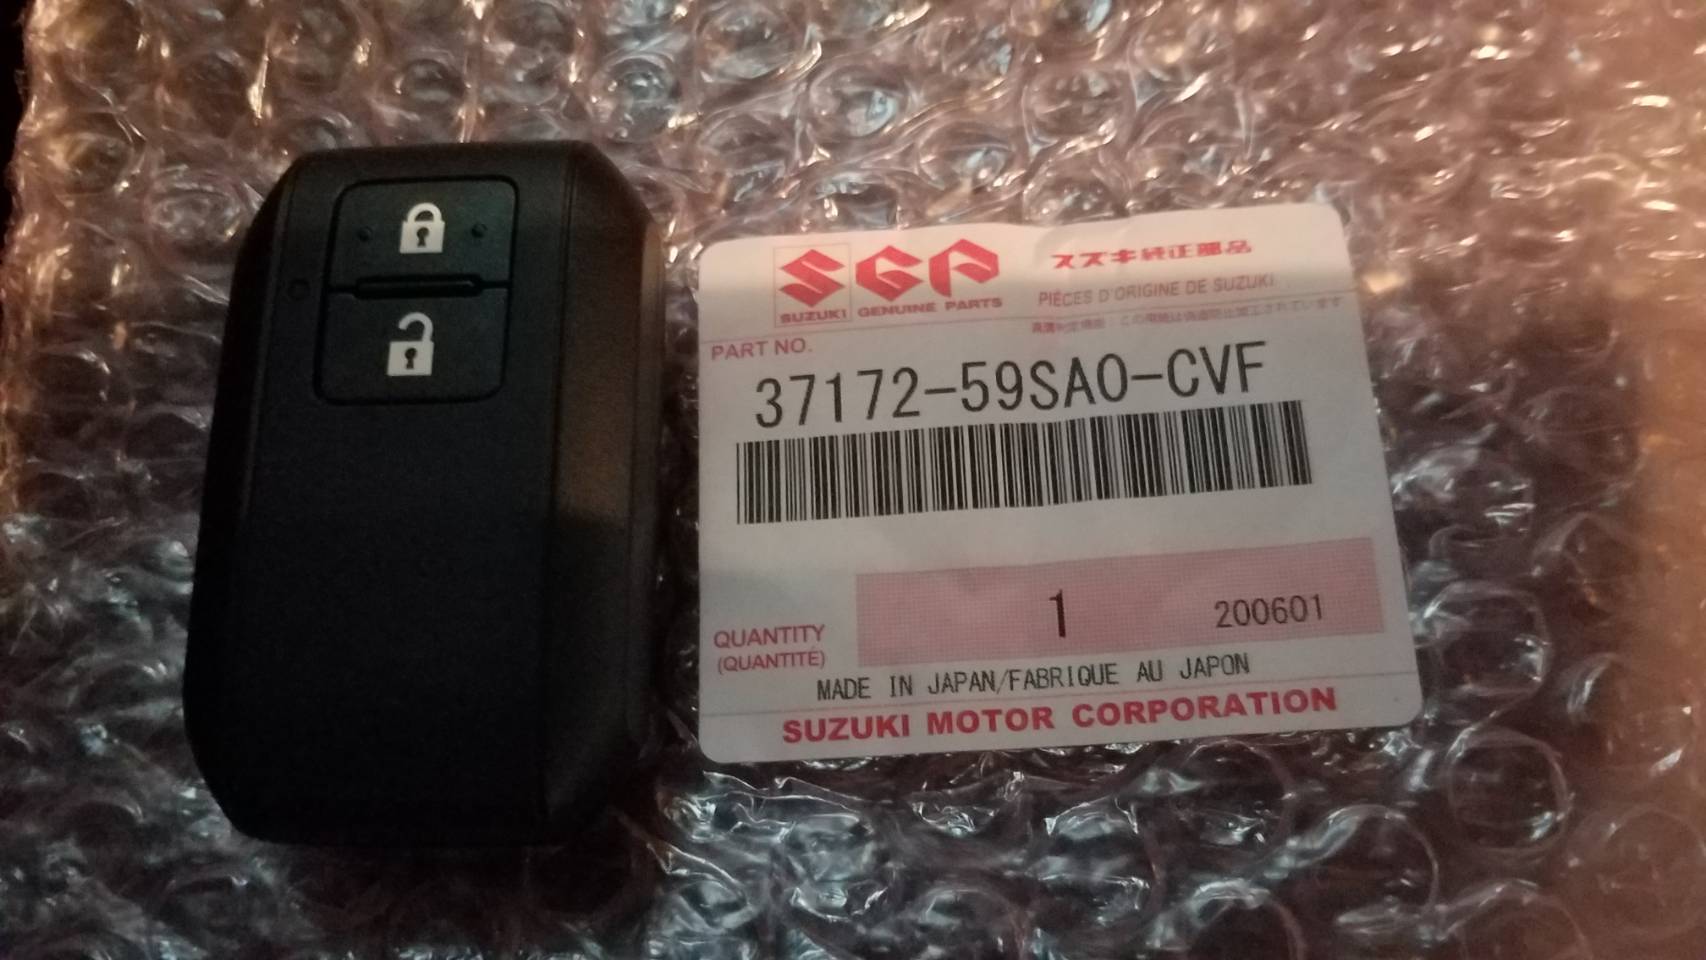 SGP
SUZUKI GENUINE PARTS
スズキ純正部品
PIÈCES D'ORIGINE DE SUZUKI
PART NO.
37172-59SA0-CVF
1
200601
QUANTITY
(QUANTITÉ)
MADE IN JAPAN/FABRIQUE AU JAPON
SUZUKI MOTOR CORPORATION